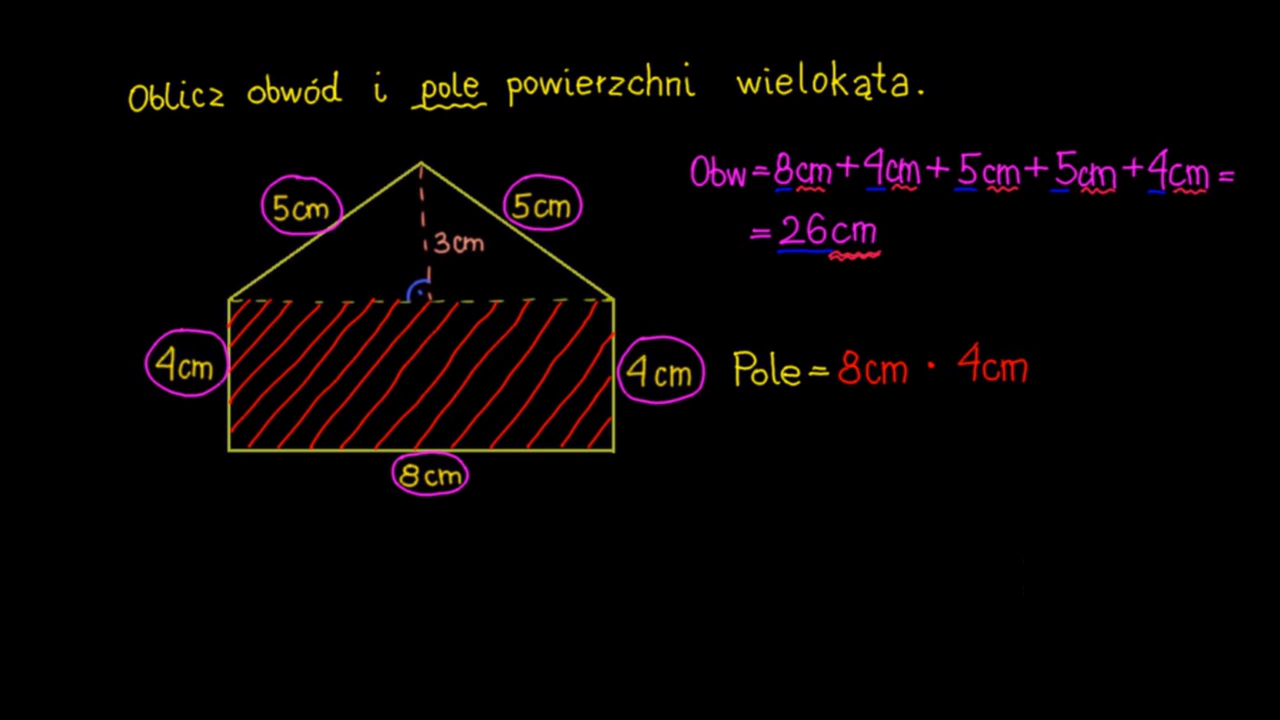 Oblicz obwód i pole powierzchni wielokąta.
Obw = 8cm + 4cm + 5cm + 5cm + 4cm =
= 26cm
5cm
5cm
3cm
4cm
4cm
Pole = 8cm · 4cm
8cm